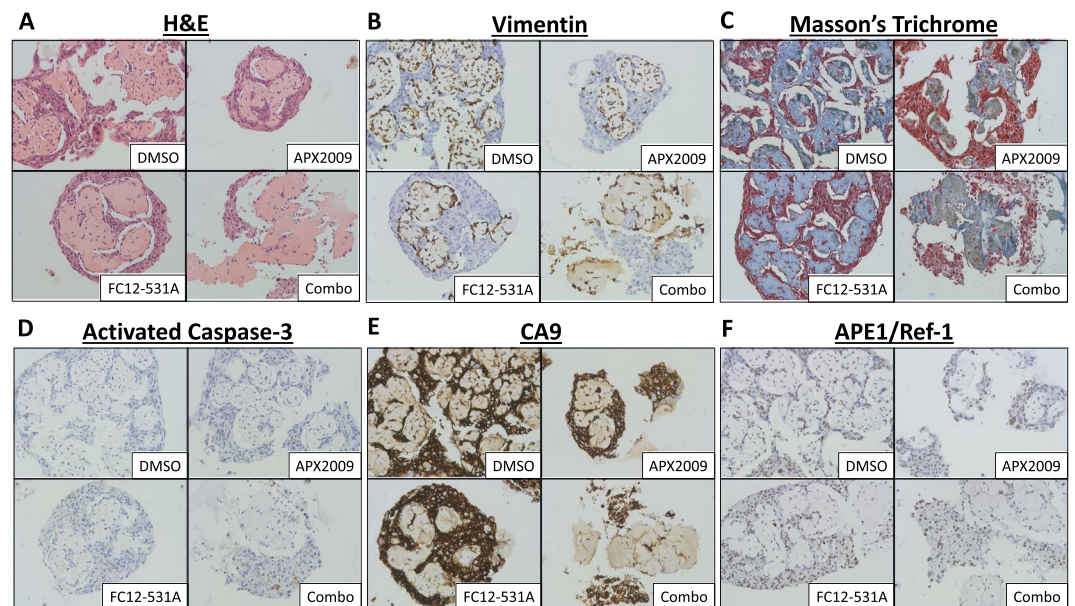 A H&E
DMSO
APX2009
FC12-531A
Combo
B Vimentin
DMSO
APX2009
FC12-531A
Combo
C Masson's Trichrome
DMSO
APX2009
FC12-531A
Combo
D Activated Caspase-3
DMSO
APX2009
FC12-531A
Combo
E CA9
DMSO
APX2009
FC12-531A
Combo
F APE1/Ref-1
DMSO
APX2009
FC12-531A
Combo